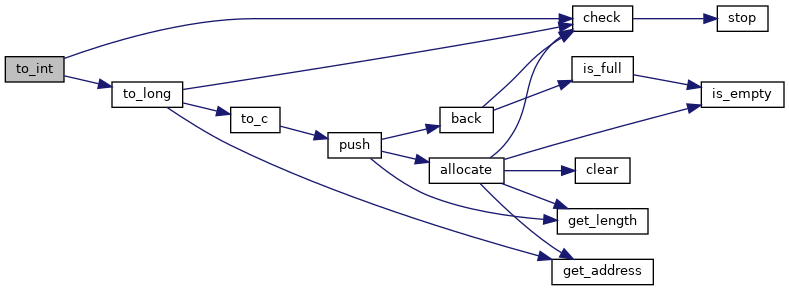 to_int
to_long
to_c
push
back
allocate
check
is_full
clear
get_length
get_address
stop
is_empty